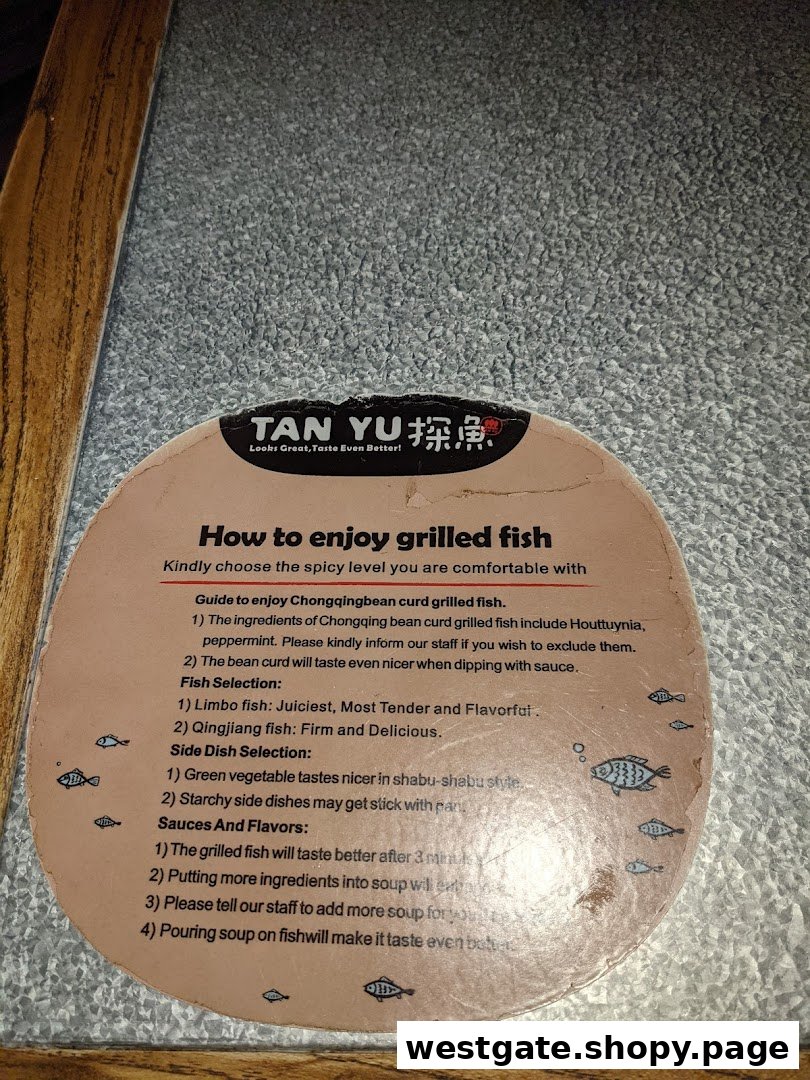 TAN YU 探魚
Looks Great,Taste Even Better!
How to enjoy grilled fish
Kindly choose the spicy level you are comfortable with
Guide to enjoy Chongqingbean curd grilled fish.
1) The ingredients of Chongqing bean curd grilled fish include Houttuynia,
peppermint. Please kindly inform our staff if you wish to exclude them.
2) The bean curd will taste even nicer when dipping with sauce.
Fish Selection:
1) Limbo fish: Juiciest, Most Tender and Flavorful .
2) Qingjiang fish: Firm and Delicious.
Side Dish Selection:
1) Green vegetable tastes nicer in shabu-shabu style.
2) Starchy side dishes may get stick with pan.
Sauces And Flavors:
1) The grilled fish will taste better after 3
2) Putting more ingredients into soup will
3) Please tell our staff to add more soup for
4) Pouring soup on fishwill make it taste even better.
westgate.shopy.page